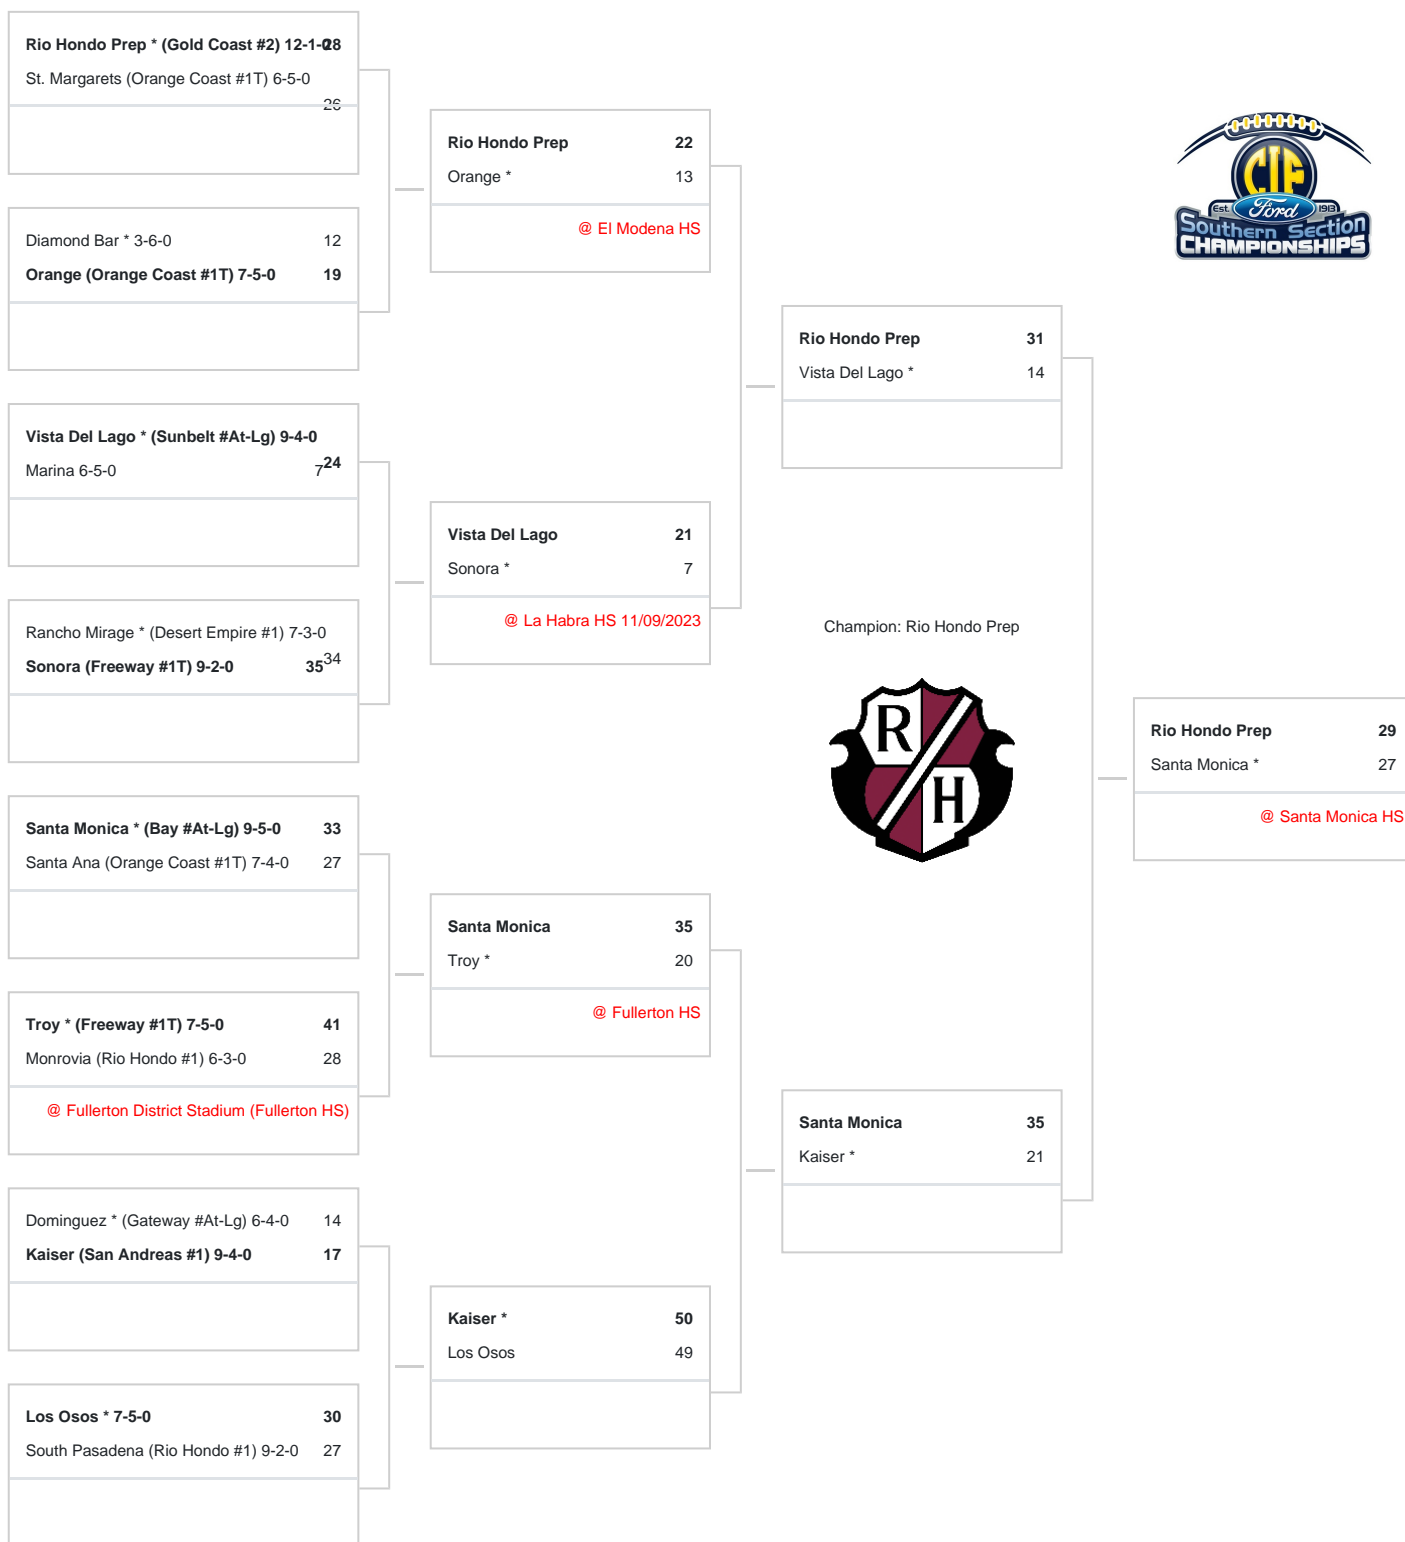 Rio Hondo Prep * (Gold Coast #2) 12-1-0 28
St. Margarets (Orange Coast #1T) 6-5-0
26
Diamond Bar * 3-6-0 12
Orange (Orange Coast #1T) 7-5-0 19
Vista Del Lago * (Sunbelt #At-Lg) 9-4-0
24
Marina 6-5-0 7
Rancho Mirage * (Desert Empire #1) 7-3-0
34
Sonora (Freeway #1T) 9-2-0 35
Santa Monica * (Bay #At-Lg) 9-5-0 33
Santa Ana (Orange Coast #1T) 7-4-0 27
Troy * (Freeway #1T) 7-5-0 41
Monrovia (Rio Hondo #1) 6-3-0 28
@ Fullerton District Stadium (Fullerton HS)
Dominguez * (Gateway #At-Lg) 6-4-0 14
Kaiser (San Andreas #1) 9-4-0 17
Los Osos * 7-5-0 30
South Pasadena (Rio Hondo #1) 9-2-0 27
Rio Hondo Prep 22
Orange * 13
@ El Modena HS
Vista Del Lago 21
Sonora * 7
@ La Habra HS 11/09/2023
Santa Monica 35
Troy * 20
@ Fullerton HS
Kaiser * 50
Los Osos 49
Rio Hondo Prep 31
Vista Del Lago * 14
Champion: Rio Hondo Prep
R
H
Santa Monica 35
Kaiser * 21
CIF
Est. Ford 1913
Southern Section
CHAMPIONSHIPS
Rio Hondo Prep 29
Santa Monica * 27
@ Santa Monica HS